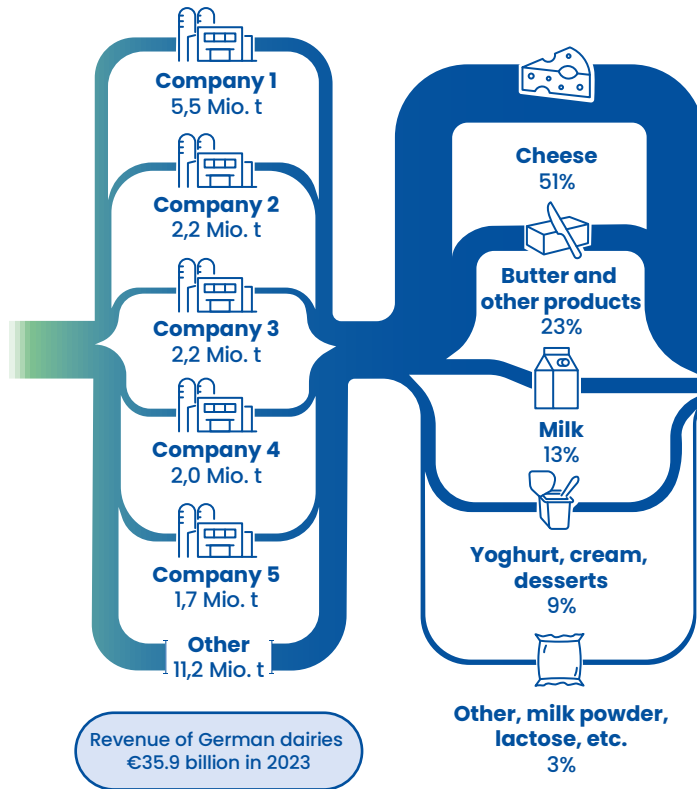 Company 1
5,5 Mio. t
Company 2
2,2 Mio. t
Company 3
2,2 Mio. t
Company 4
2,0 Mio. t
Company 5
1,7 Mio. t
Other
11,2 Mio. t
Revenue of German dairies
€35.9 billion in 2023
Cheese
51%
Butter and
other products
23%
Milk
13%
Yoghurt, cream,
desserts
9%
Other, milk powder,
lactose, etc.
3%